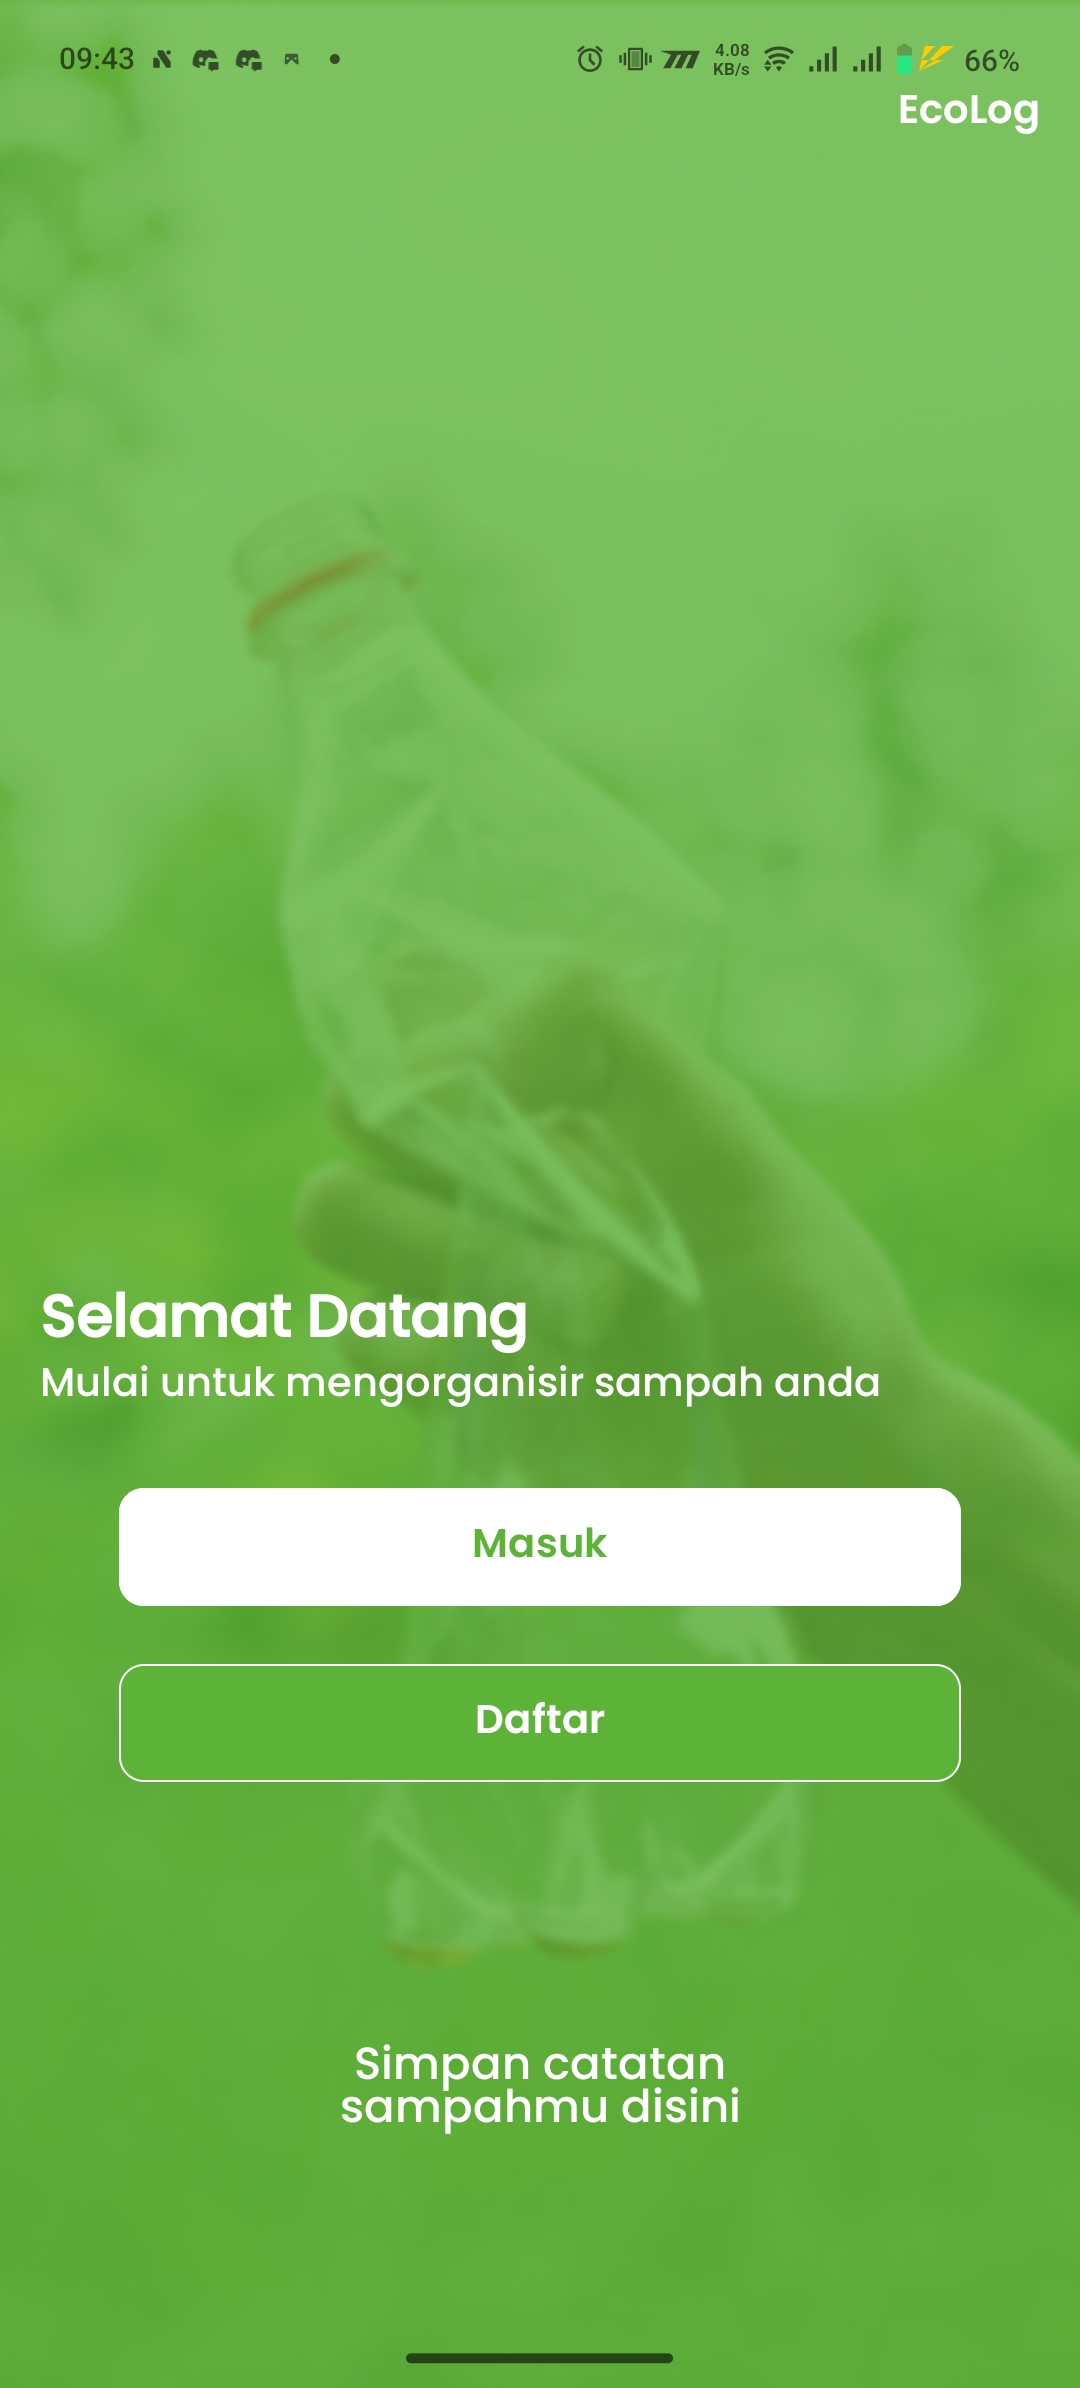 09:43
4.08
KB/s
66%
EcoLog
Selamat Datang
Mulai untuk mengorganisir sampah anda
Masuk
Daftar
Simpan catatan
sampahmu disini